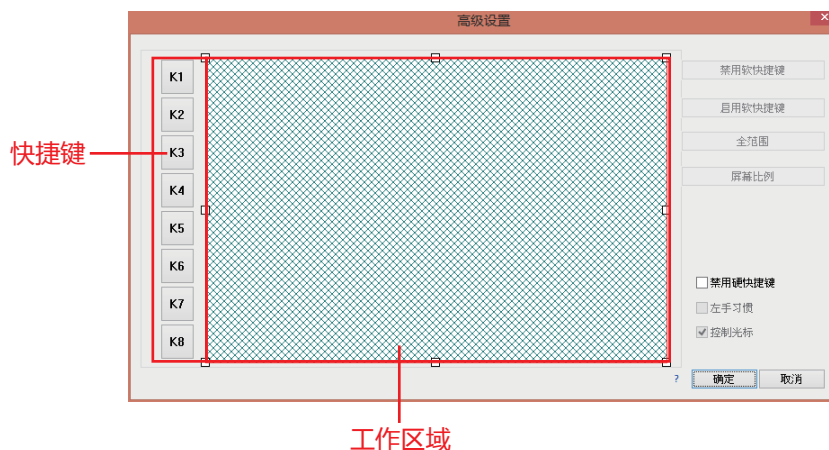 高级设置
K1
K2
K3
K4
K5
K6
K7
K8
快捷键
工作区域
禁用软快捷键
启用软快捷键
全范围
屏幕比例
禁用硬快捷键
左手习惯
控制光标
?
确定
取消